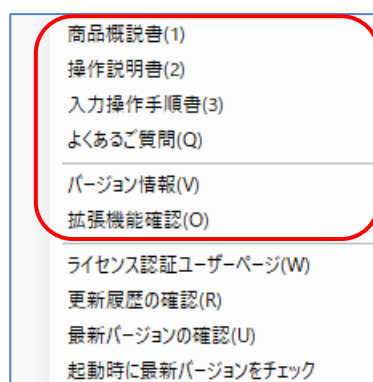 商品概説書(1)
操作説明書(2)
入力操作手順書(3)
よくあるご質問(Q)
バージョン情報(V)
拡張機能確認(O)
ライセンス認証ユーザーページ(W)
更新履歴の確認(R)
最新バージョンの確認(U)
起動時に最新バージョンをチェック